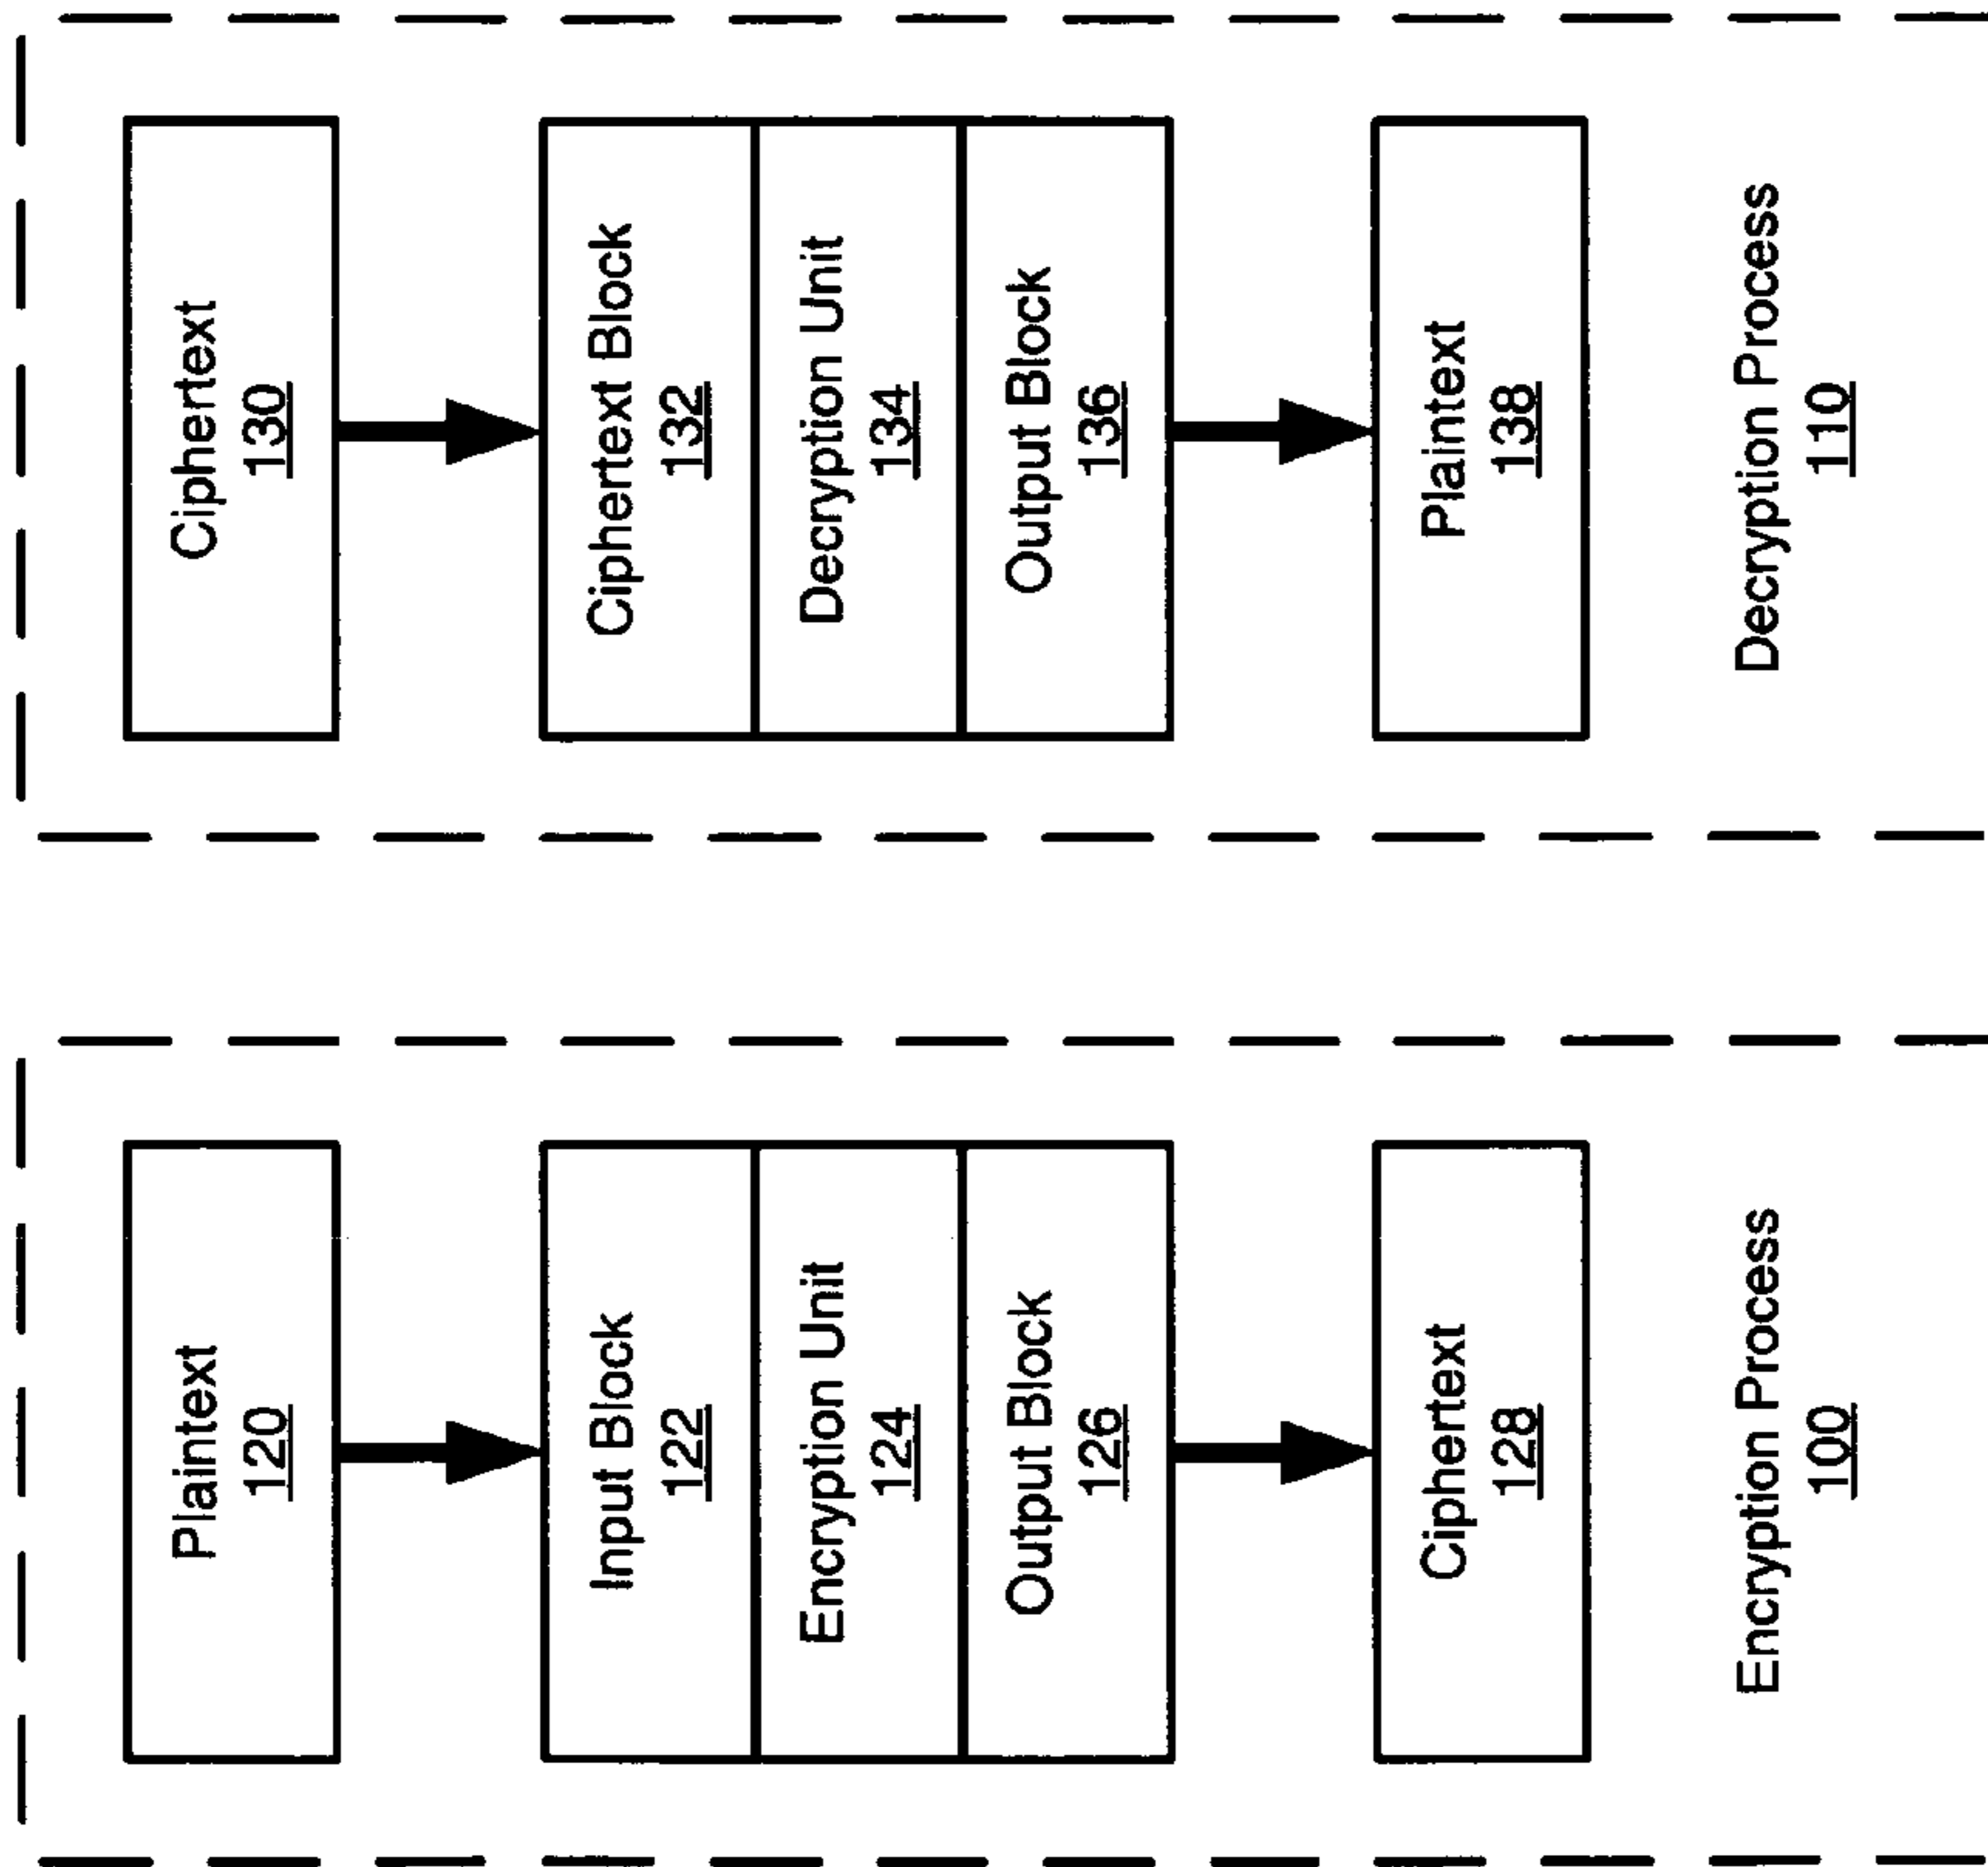 Plaintext
120
Input Block
122
Encryption Unit
124
Output Block
126
Ciphertext
128
Encryption Process
100
Ciphertext
130
Ciphertext Block
132
Decryption Unit
134
Output Block
136
Plaintext
138
Decryption Process
110